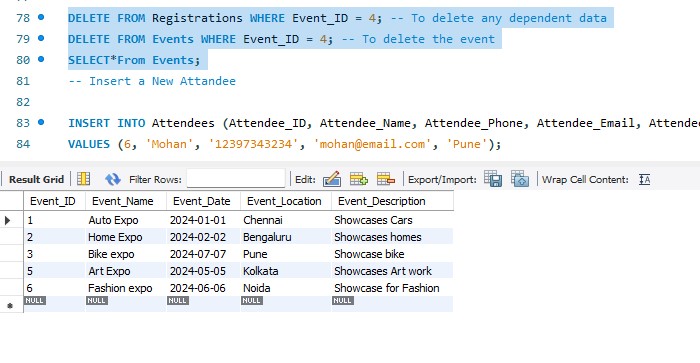 78 DELETE FROM Registrations WHERE Event_ID = 4; -- To delete any dependent data
79 DELETE FROM Events WHERE Event_ID = 4; -- To delete the event
80 SELECT*From Events;
81 -- Insert a New Attandee
82
83 INSERT INTO Attendees (Attendee_ID, Attendee_Name, Attendee_Phone, Attendee_Email, Attende
84 VALUES (6, 'Mohan', '12397343234', 'mohan@email.com', 'Pune');
Result Grid Filter Rows: Edit: Export/Import: Wrap Cell Content:
Event_ID Event_Name Event_Date Event_Location Event_Description
1 Auto Expo 2024-01-01 Chennai Showcases Cars
2 Home Expo 2024-02-02 Bengaluru Showcases homes
3 Bike expo 2024-07-07 Pune Showcase bike
5 Art Expo 2024-05-05 Kolkata Showcases Art work
6 Fashion expo 2024-06-06 Noida Showcase for Fashion
NULL NULL NULL NULL NULL